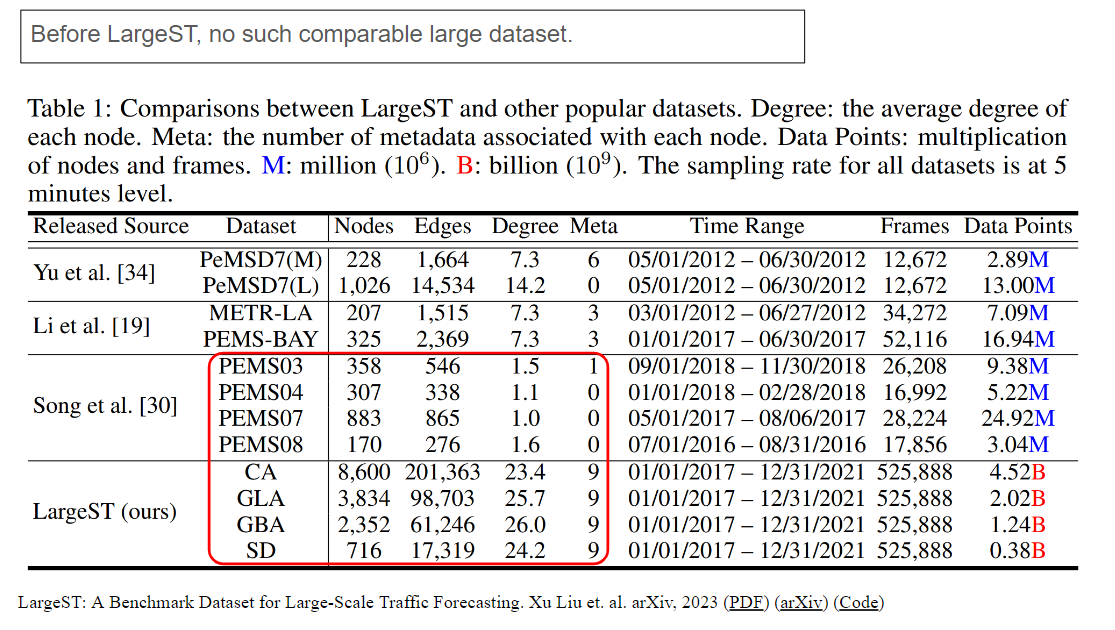 Before LargeST, no such comparable large dataset.
Table 1: Comparisons between LargeST and other popular datasets. Degree: the average degree of
each node. Meta: the number of metadata associated with each node. Data Points: multiplication
of nodes and frames. M: million (10⁶). B: billion (10⁹). The sampling rate for all datasets is at 5
minutes level.
Released Source Dataset Nodes Edges Degree Meta Time Range Frames Data Points
Yu et al. [34] PeMSD7(M) 228 1,664 7.3 6 05/01/2012 – 06/30/2012 12,672 2.89M
PeMSD7(L) 1,026 14,534 14.2 0 05/01/2012 – 06/30/2012 12,672 13.00M
Li et al. [19] METR-LA 207 1,515 7.3 3 03/01/2012 – 06/27/2012 34,272 7.09M
PEMS-BAY 325 2,369 7.3 3 01/01/2017 – 06/30/2017 52,116 16.94M
Song et al. [30] PEMS03 358 546 1.5 1 09/01/2018 – 11/30/2018 26,208 9.38M
PEMS04 307 338 1.1 0 01/01/2018 – 02/28/2018 16,992 5.22M
PEMS07 883 865 1.0 0 05/01/2017 – 08/06/2017 28,224 24.92M
PEMS08 170 276 1.6 0 07/01/2016 – 08/31/2016 17,856 3.04M
LargeST (ours) CA 8,600 201,363 23.4 9 01/01/2017 – 12/31/2021 525,888 4.52B
GLA 3,834 98,703 25.7 9 01/01/2017 – 12/31/2021 525,888 2.02B
GBA 2,352 61,246 26.0 9 01/01/2017 – 12/31/2021 525,888 1.24B
SD 716 17,319 24.2 9 01/01/2017 – 12/31/2021 525,888 0.38B
LargeST: A Benchmark Dataset for Large-Scale Traffic Forecasting. Xu Liu et. al. arXiv, 2023 (PDF) (arXiv) (Code)